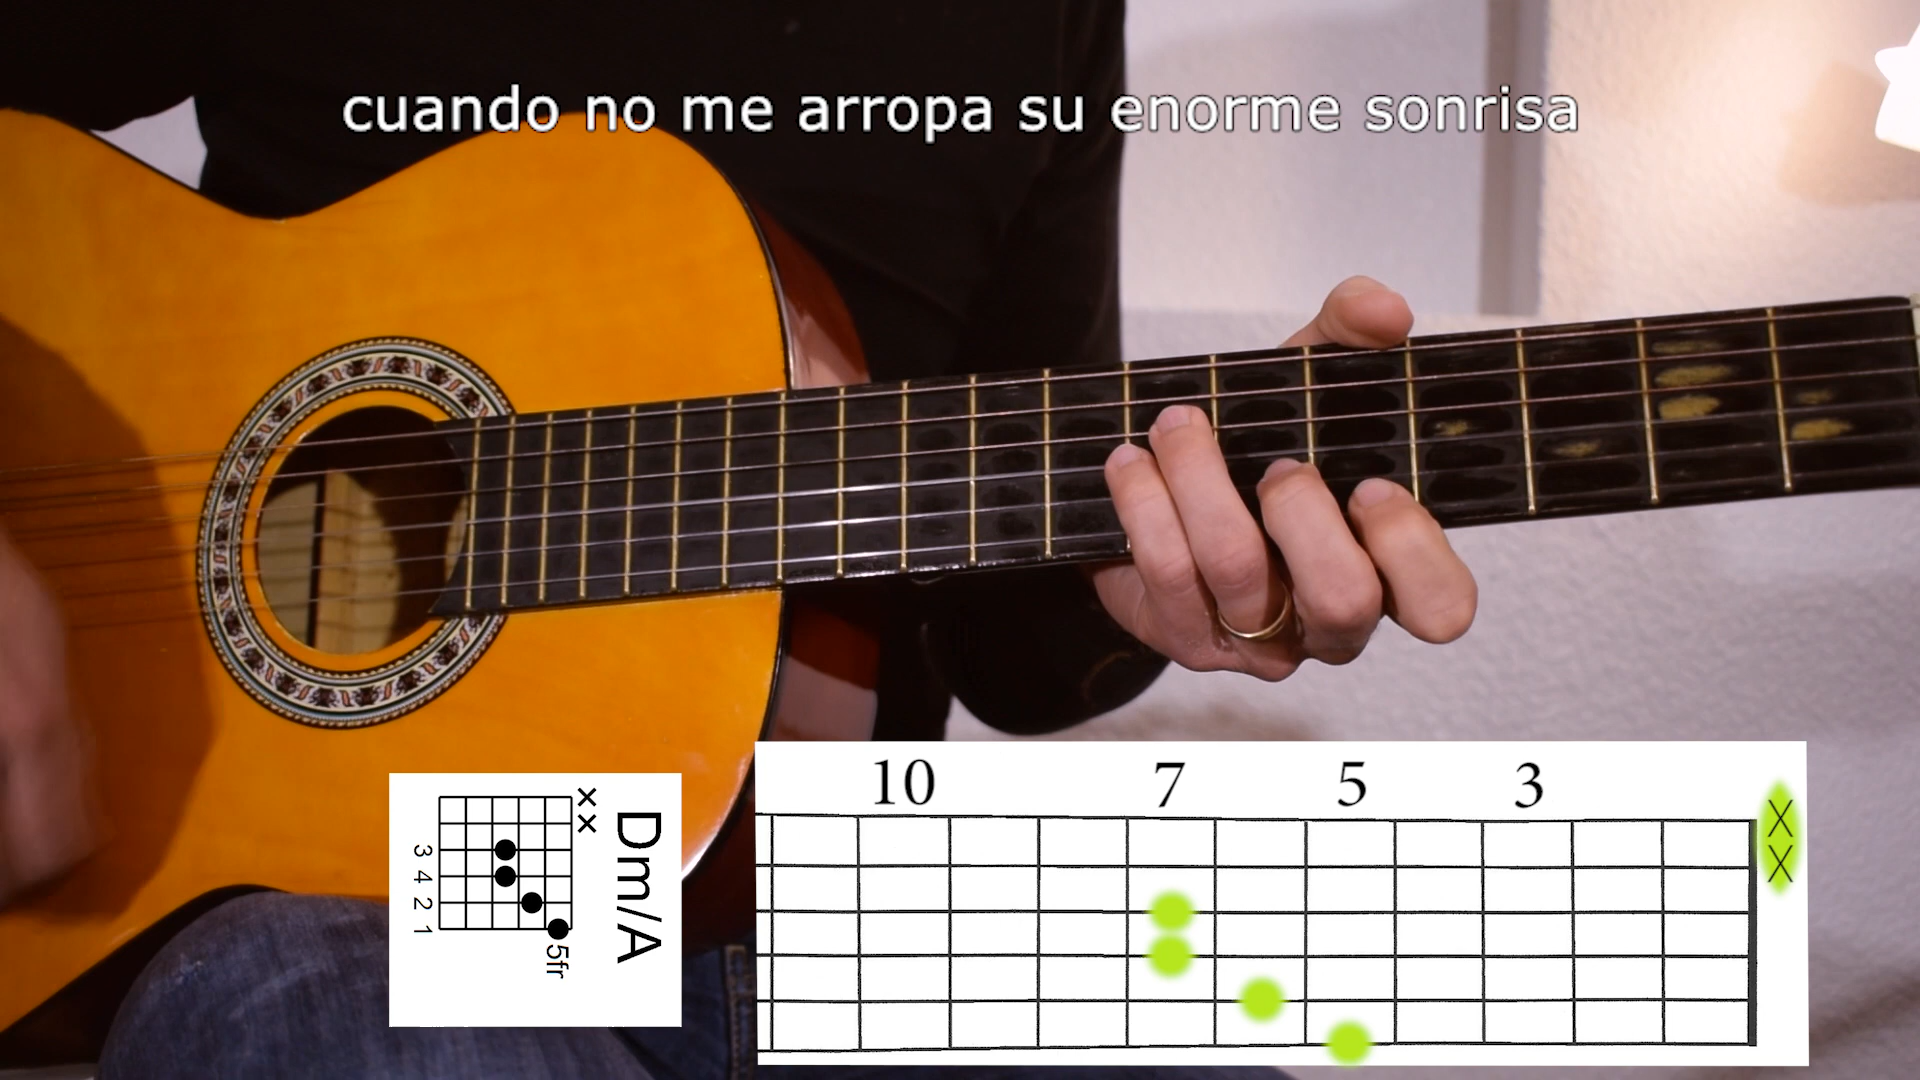 cuando no me arropa su enorme sonrisa
10 7 5 3
X
X
x
x
Dm/A
5fr
3
4
2
1